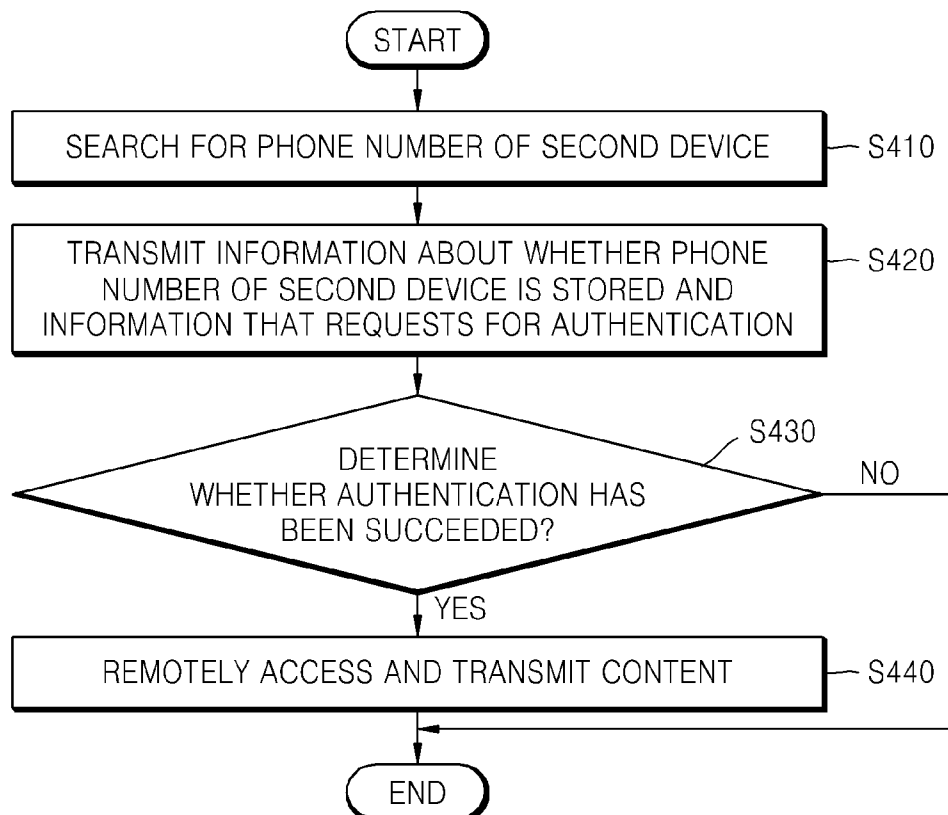 START
SEARCH FOR PHONE NUMBER OF SECOND DEVICE
S410
TRANSMIT INFORMATION ABOUT WHETHER PHONE
NUMBER OF SECOND DEVICE IS STORED AND
INFORMATION THAT REQUESTS FOR AUTHENTICATION
S420
DETERMINE
WHETHER AUTHENTICATION HAS
BEEN SUCCEEDED?
S430
NO
YES
REMOTELY ACCESS AND TRANSMIT CONTENT
S440
END